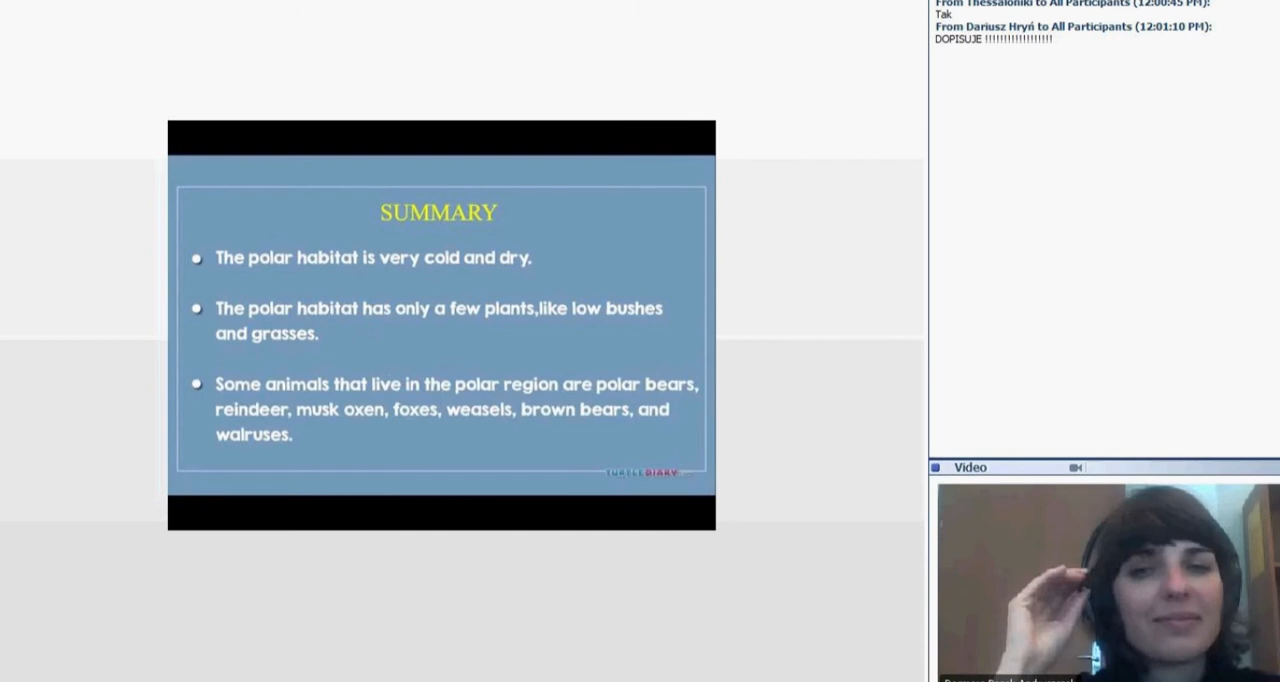 From Thessaloniki to All Participants (12:00:45 PM):
Tak
From Dariusz Hryń to All Participants (12:01:10 PM):
DOPISUJE !!!!!!!!!!!!!!!!!!
SUMMARY
The polar habitat is very cold and dry.
The polar habitat has only a few plants,like low bushes
and grasses.
Some animals that live in the polar region are polar bears,
reindeer, musk oxen, foxes, weasels, brown bears, and
walruses.
TURTLEDIARY
Video